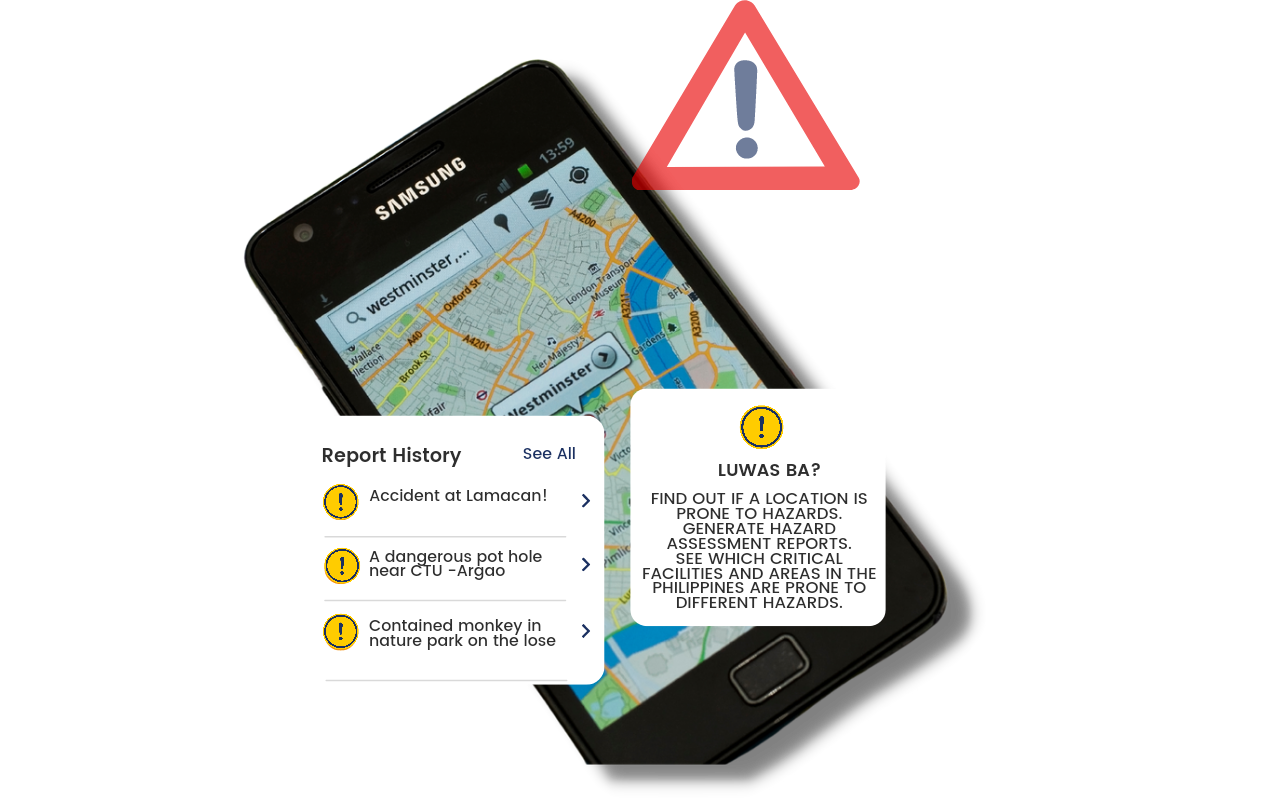 SAMSUNG
13:59
westminster,...
A4200
Oxford St
London Transport
Museum
A40
A4201
A3211
A3200
Wallace
Brook St
Her Majesty's
Gardens
Westminster
Report History
See All
Accident at Lamacan!
A dangerous pot hole
near CTU -Argao
Contained monkey in
nature park on the lose
LUWAS BA?
FIND OUT IF A LOCATION IS
PRONE TO HAZARDS.
GENERATE HAZARD
ASSESSMENT REPORTS.
SEE WHICH CRITICAL
FACILITIES AND AREAS IN THE
PHILIPPINES ARE PRONE TO
DIFFERENT HAZARDS.